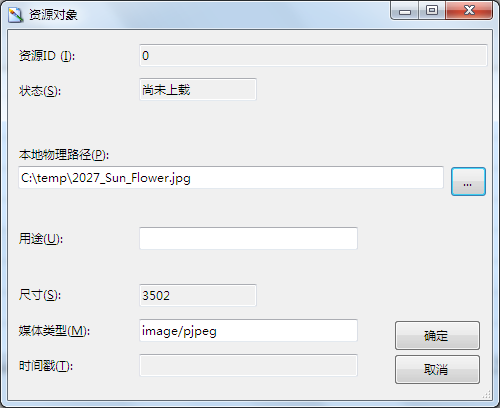 资源对象
资源ID (I): 0
状态(S): 尚未上载
本地物理路径(P):
C:\temp\2027_Sun_Flower.jpg ...
用途(U):
尺寸(S): 3502
媒体类型(M): image/pjpeg
确定
时间戳(T):
取消